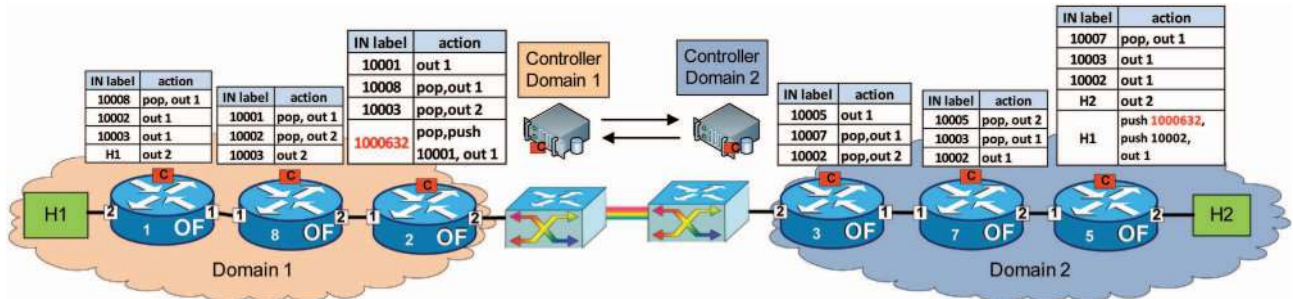 IN label action
10008 pop, out 1
10002 out 1
10003 out 1
H1 out 2
IN label action
10001 pop, out 1
10002 pop, out 2
10003 out 2
IN label action
10001 out 1
10008 pop,out 1
10003 pop,out 2
1000632 pop,push
10001, out 1
Controller
Domain 1
C
Controller
Domain 2
C
IN label action
10005 out 1
10007 pop,out 1
10002 pop,out 2
IN label action
10005 pop, out 2
10003 pop, out 1
10002 out 1
IN label action
10007 pop, out 1
10003 out 1
10002 out 1
H2 out 2
H1 push 1000632,
push 10002,
out 1
H1
2 C 1
1 OF
1 C 2
8 OF
1 C 2
2 OF
2 C 1
3 OF
1 C 2
7 OF
1 C 2
5 OF
H2
Domain 1
Domain 2